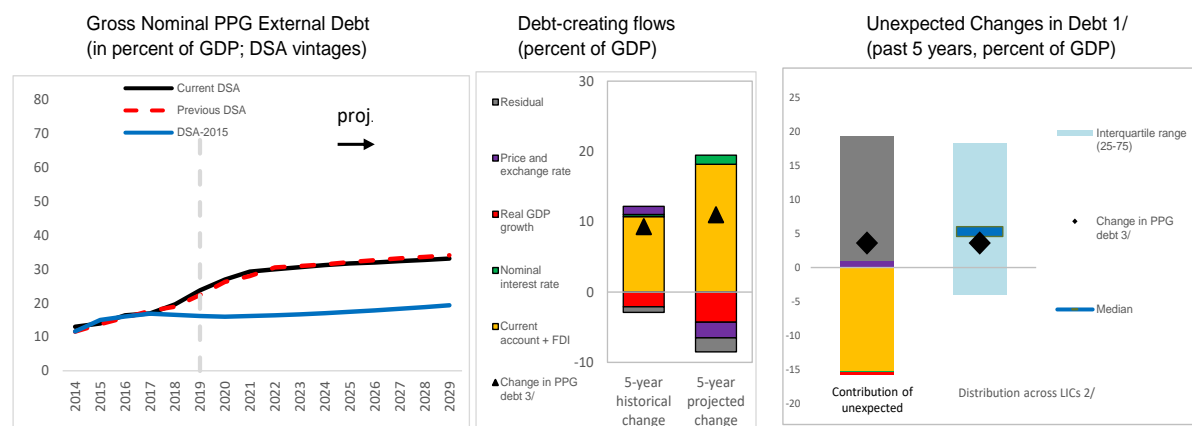 Gross Nominal PPG External Debt
(in percent of GDP; DSA vintages)
Current DSA
Previous DSA
DSA-2015
proj.
80
70
60
50
40
30
20
10
0
2014
2015
2016
2017
2018
2019
2020
2021
2022
2023
2024
2025
2026
2027
2028
2029
Debt-creating flows
(percent of GDP)
Residual
Price and
exchange rate
Real GDP
growth
Nominal
interest rate
Current
account + FDI
Change in PPG
debt 3/
30
20
10
0
-10
5-year
historical
change
5-year
projected
change
Unexpected Changes in Debt 1/
(past 5 years, percent of GDP)
25
20
15
10
5
0
-5
-10
-15
-20
Contribution of
unexpected
Distribution across LICs 2/
Interquartile range
(25-75)
Change in PPG
debt 3/
Median